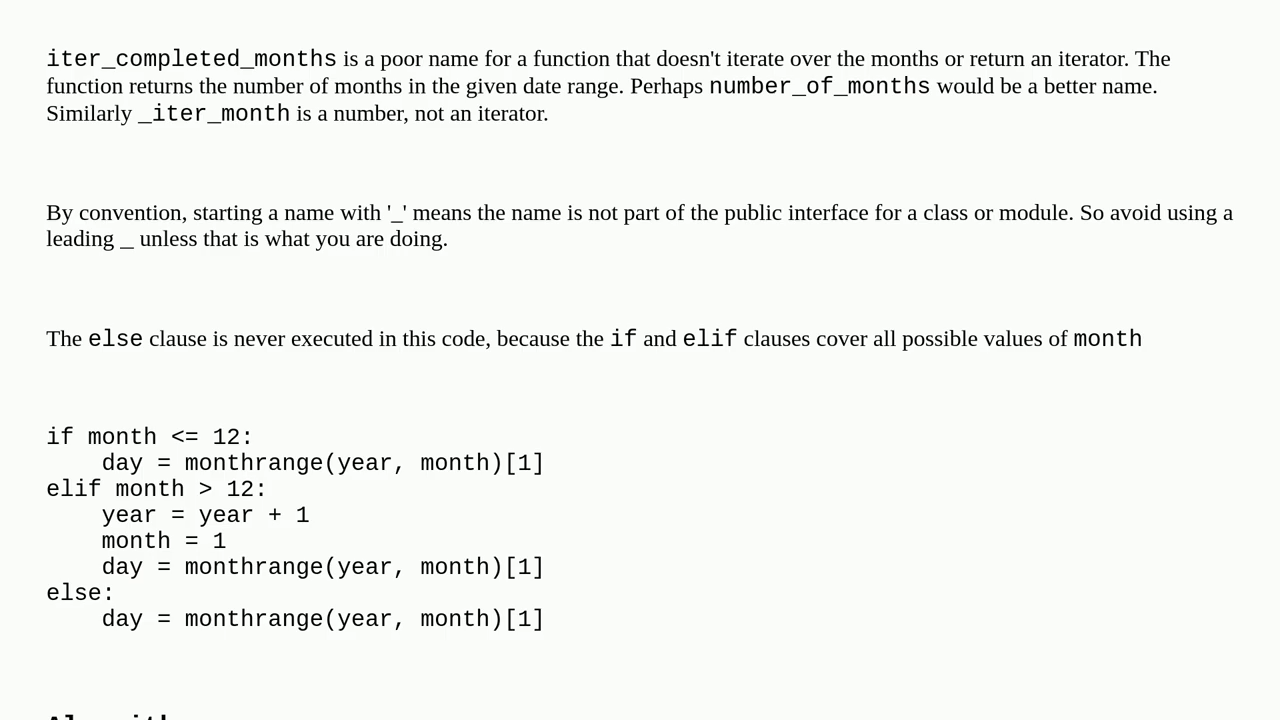 iter_completed_months is a poor name for a function that doesn't iterate over the months or return an iterator. The
function returns the number of months in the given date range. Perhaps number_of_months would be a better name.
Similarly _iter_month is a number, not an iterator.
By convention, starting a name with '_' means the name is not part of the public interface for a class or module. So avoid using a
leading _ unless that is what you are doing.
The else clause is never executed in this code, because the if and elif clauses cover all possible values of month
if month <= 12:
    day = monthrange(year, month)[1]
elif month > 12:
    year = year + 1
    month = 1
    day = monthrange(year, month)[1]
else:
    day = monthrange(year, month)[1]